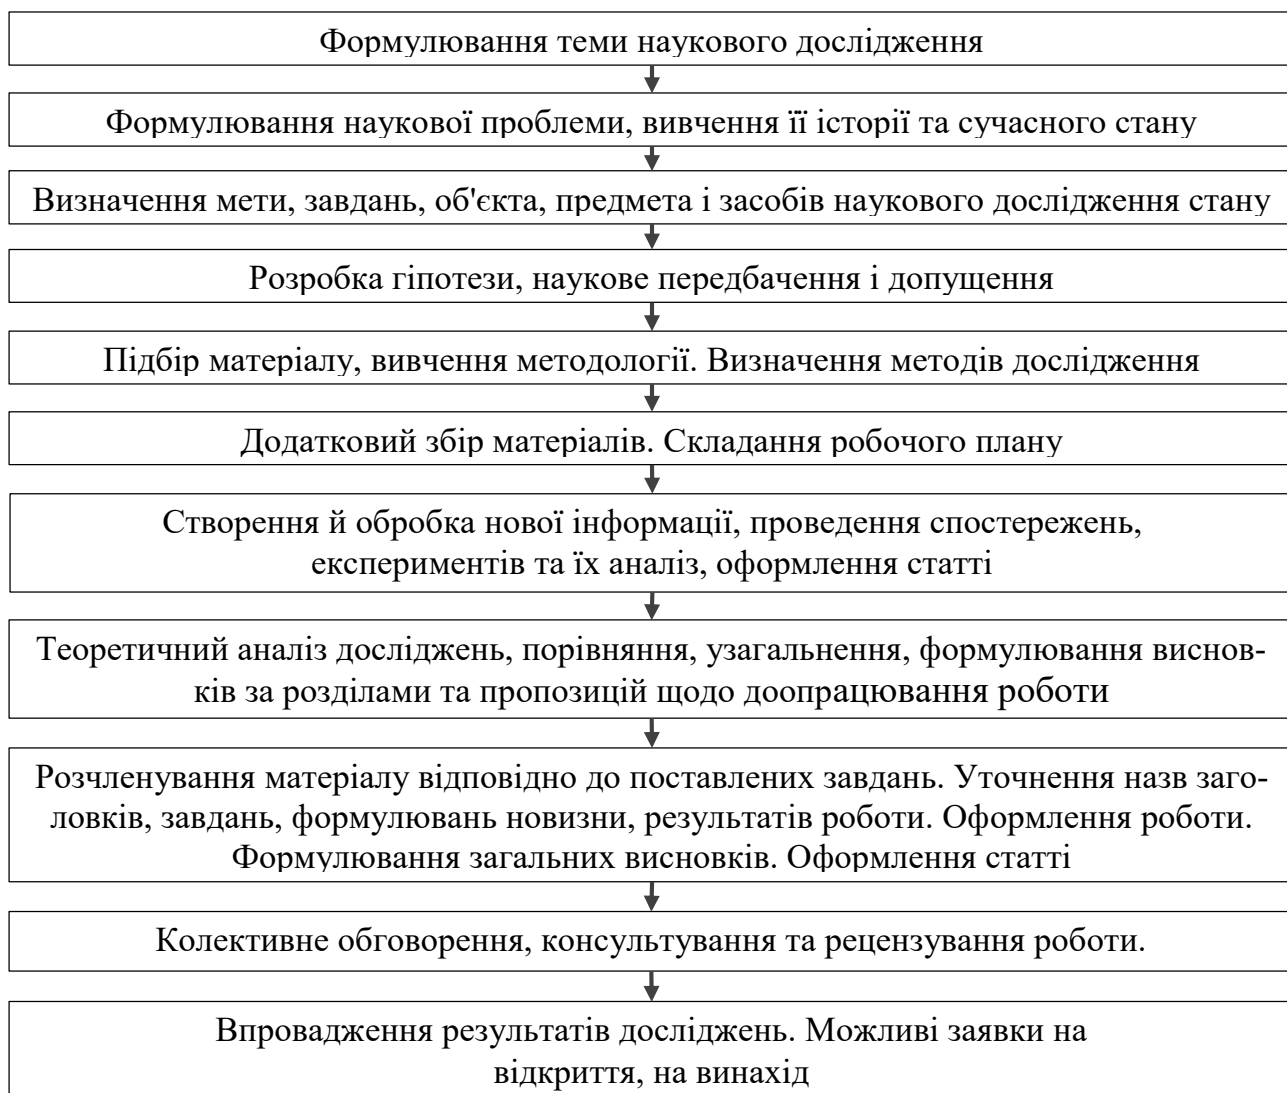 Формулювання теми наукового дослідження
Формулювання наукової проблеми, вивчення її історії та сучасного стану
Визначення мети, завдань, об'єкта, предмета і засобів наукового дослідження стану
Розробка гіпотези, наукове передбачення і допущення
Підбір матеріалу, вивчення методології. Визначення методів дослідження
Додатковий збір матеріалів. Складання робочого плану
Створення й обробка нової інформації, проведення спостережень,
експериментів та їх аналіз, оформлення статті
Теоретичний аналіз досліджень, порівняння, узагальнення, формулювання виснов-
ків за розділами та пропозицій щодо доопрацювання роботи
Розчленування матеріалу відповідно до поставлених завдань. Уточнення назв заго-
ловків, завдань, формулювань новизни, результатів роботи. Оформлення роботи.
Формулювання загальних висновків. Оформлення статті
Колективне обговорення, консультування та рецензування роботи.
Впровадження результатів досліджень. Можливі заявки на
відкриття, на винахід